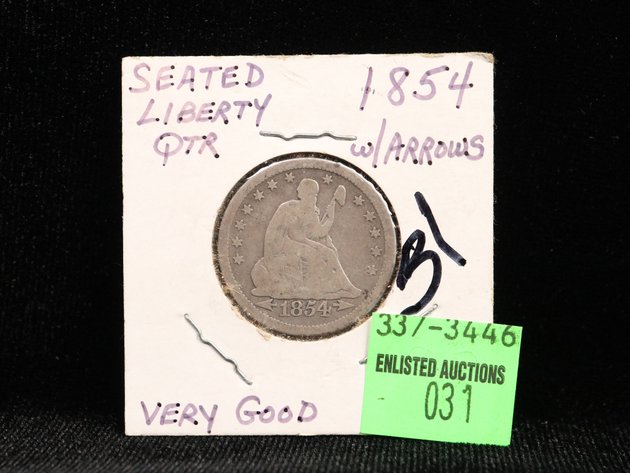 SEATED
LIBERTY
QTR
1854
W/ARROWS
1854
31
337-3446
ENLISTED AUCTIONS
031
VERY GOOD